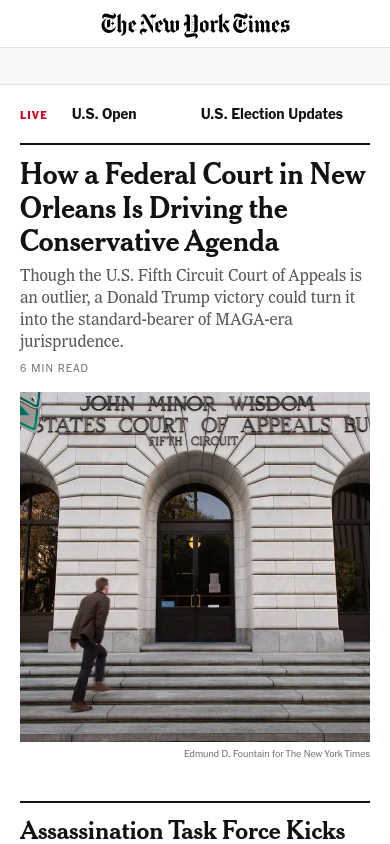 The New York Times
LIVE U.S. Open U.S. Election Updates
How a Federal Court in New
Orleans Is Driving the
Conservative Agenda
Though the U.S. Fifth Circuit Court of Appeals is
an outlier, a Donald Trump victory could turn it
into the standard-bearer of MAGA-era
jurisprudence.
6 MIN READ
JOHN MINOR WISDOM
STATES COURT OF APPEALS BU
FIFTH CIRCUIT
Edmund D. Fountain for The New York Times
Assassination Task Force Kicks